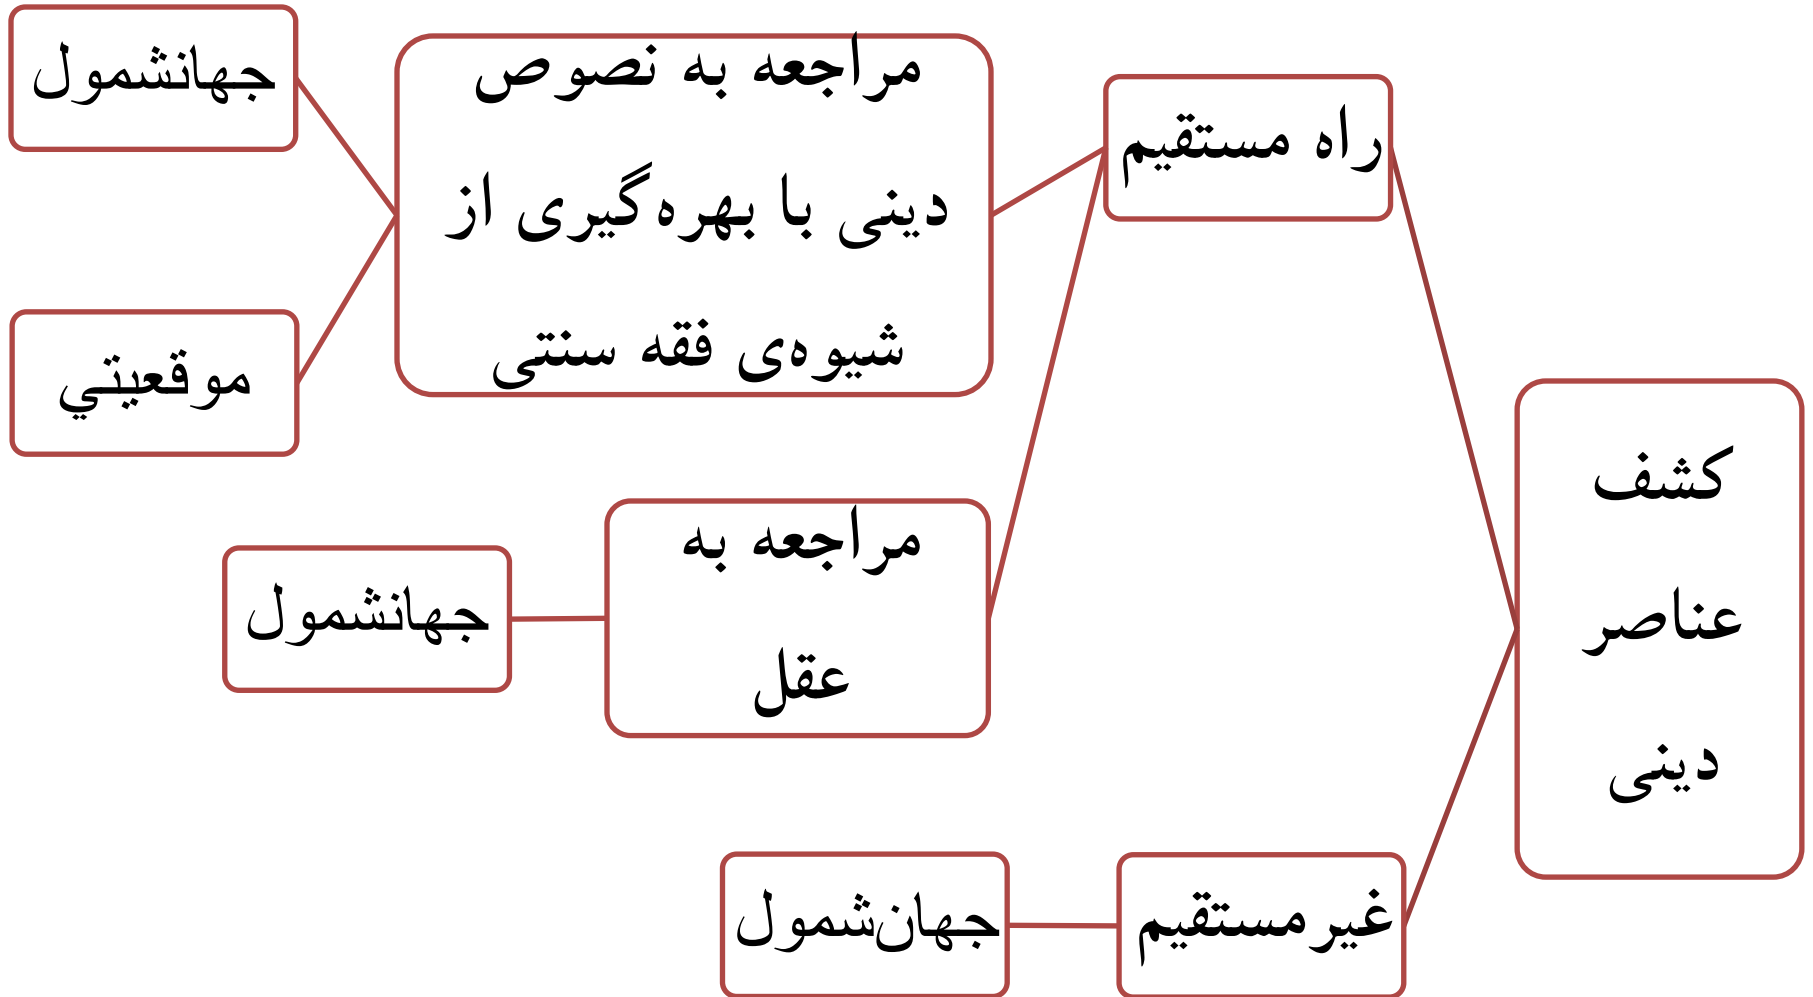 کشف
عناصر
دینی
راه مستقیم
مراجعه به نصوص
دینی با بهره‌گیری از
شیوه‌ی فقه سنتی
جهانشمول
موقعيتي
مراجعه به
عقل
جهانشمول
غیرمستقیم
جهان‌شمول